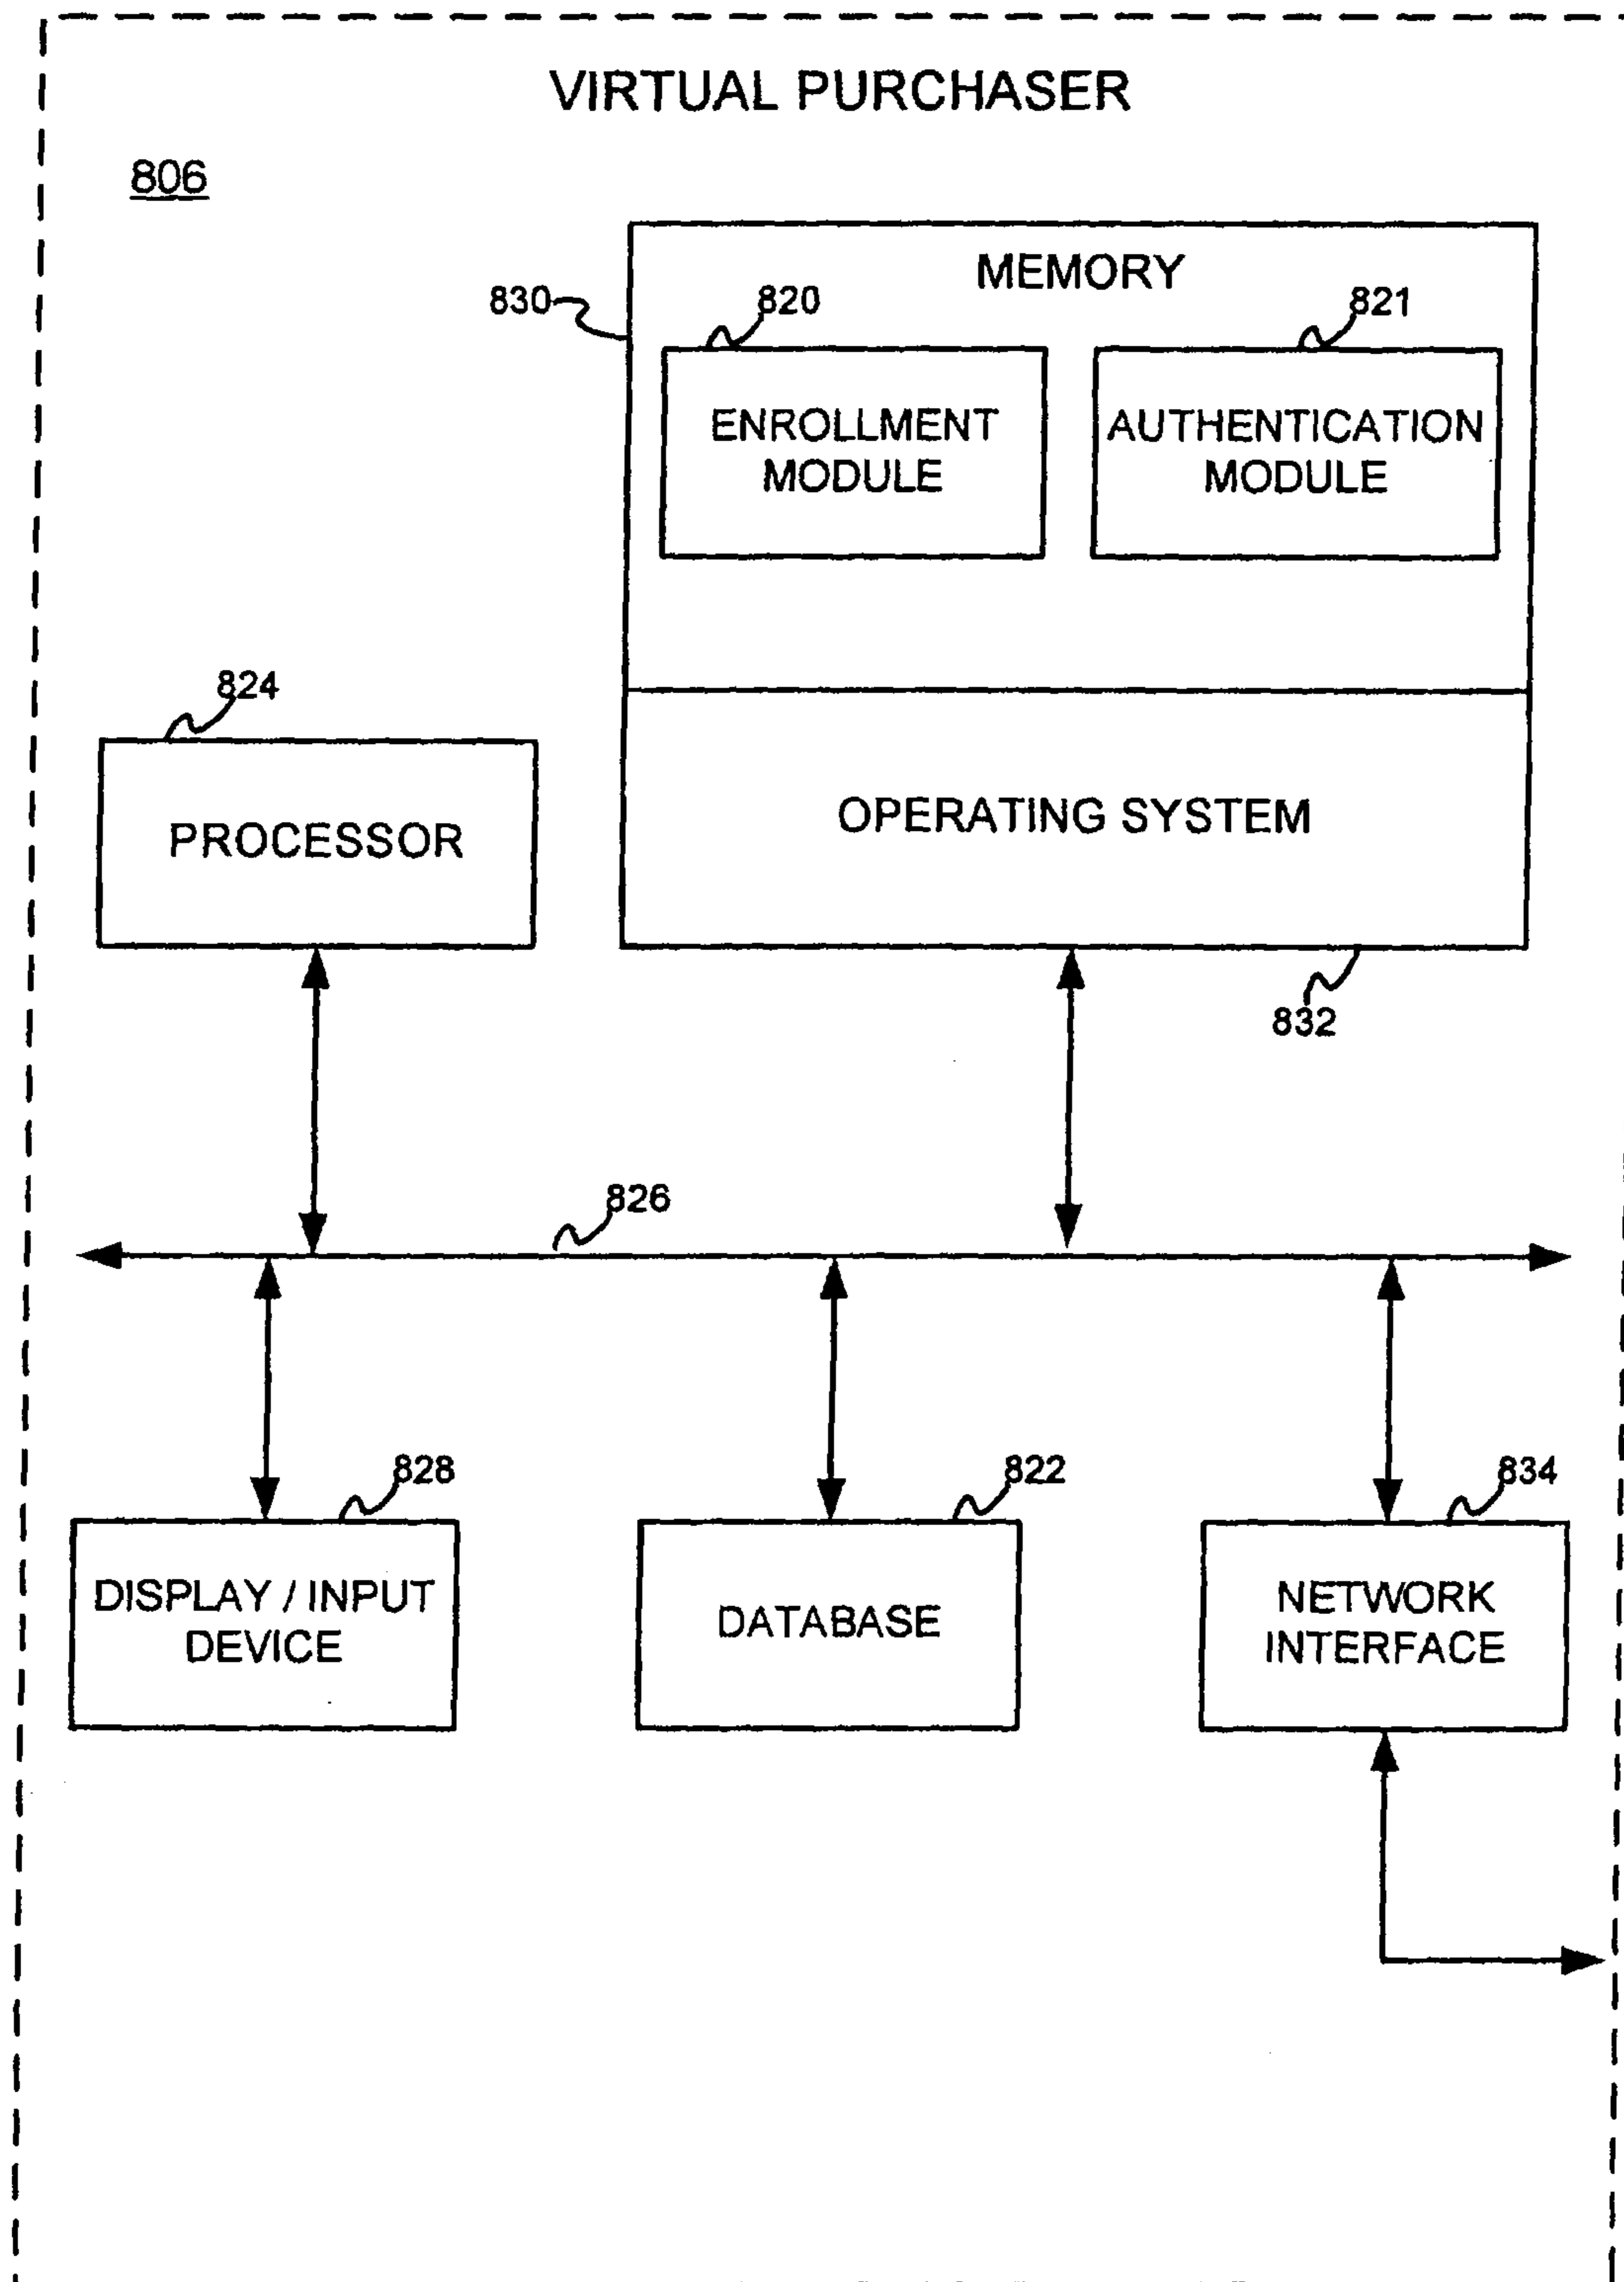 VIRTUAL PURCHASER
806
MEMORY
830
820
821
ENROLLMENT
MODULE
AUTHENTICATION
MODULE
824
PROCESSOR
OPERATING SYSTEM
832
826
828
822
834
DISPLAY / INPUT
DEVICE
DATABASE
NETWORK
INTERFACE